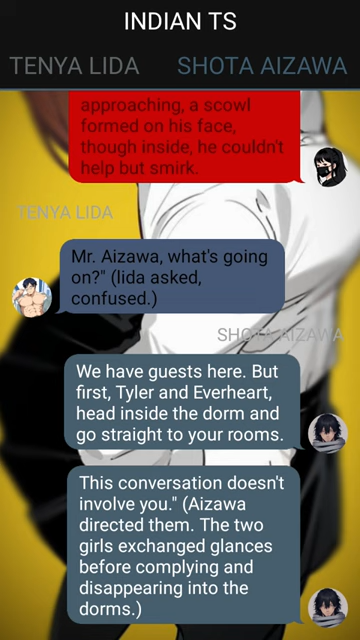 INDIAN TS
TENYA LIDA
SHOTA AIZAWA
approaching, a scowl
formed on his face,
though inside, he couldn't
help but smirk.
TENYA LIDA
Mr. Aizawa, what's going
on?" (Iida asked,
confused.)
SHOTA AIZAWA
We have guests here. But
first, Tyler and Everheart,
head inside the dorm and
go straight to your rooms.
This conversation doesn't
involve you." (Aizawa
directed them. The two
girls exchanged glances
before complying and
disappearing into the
dorms.)